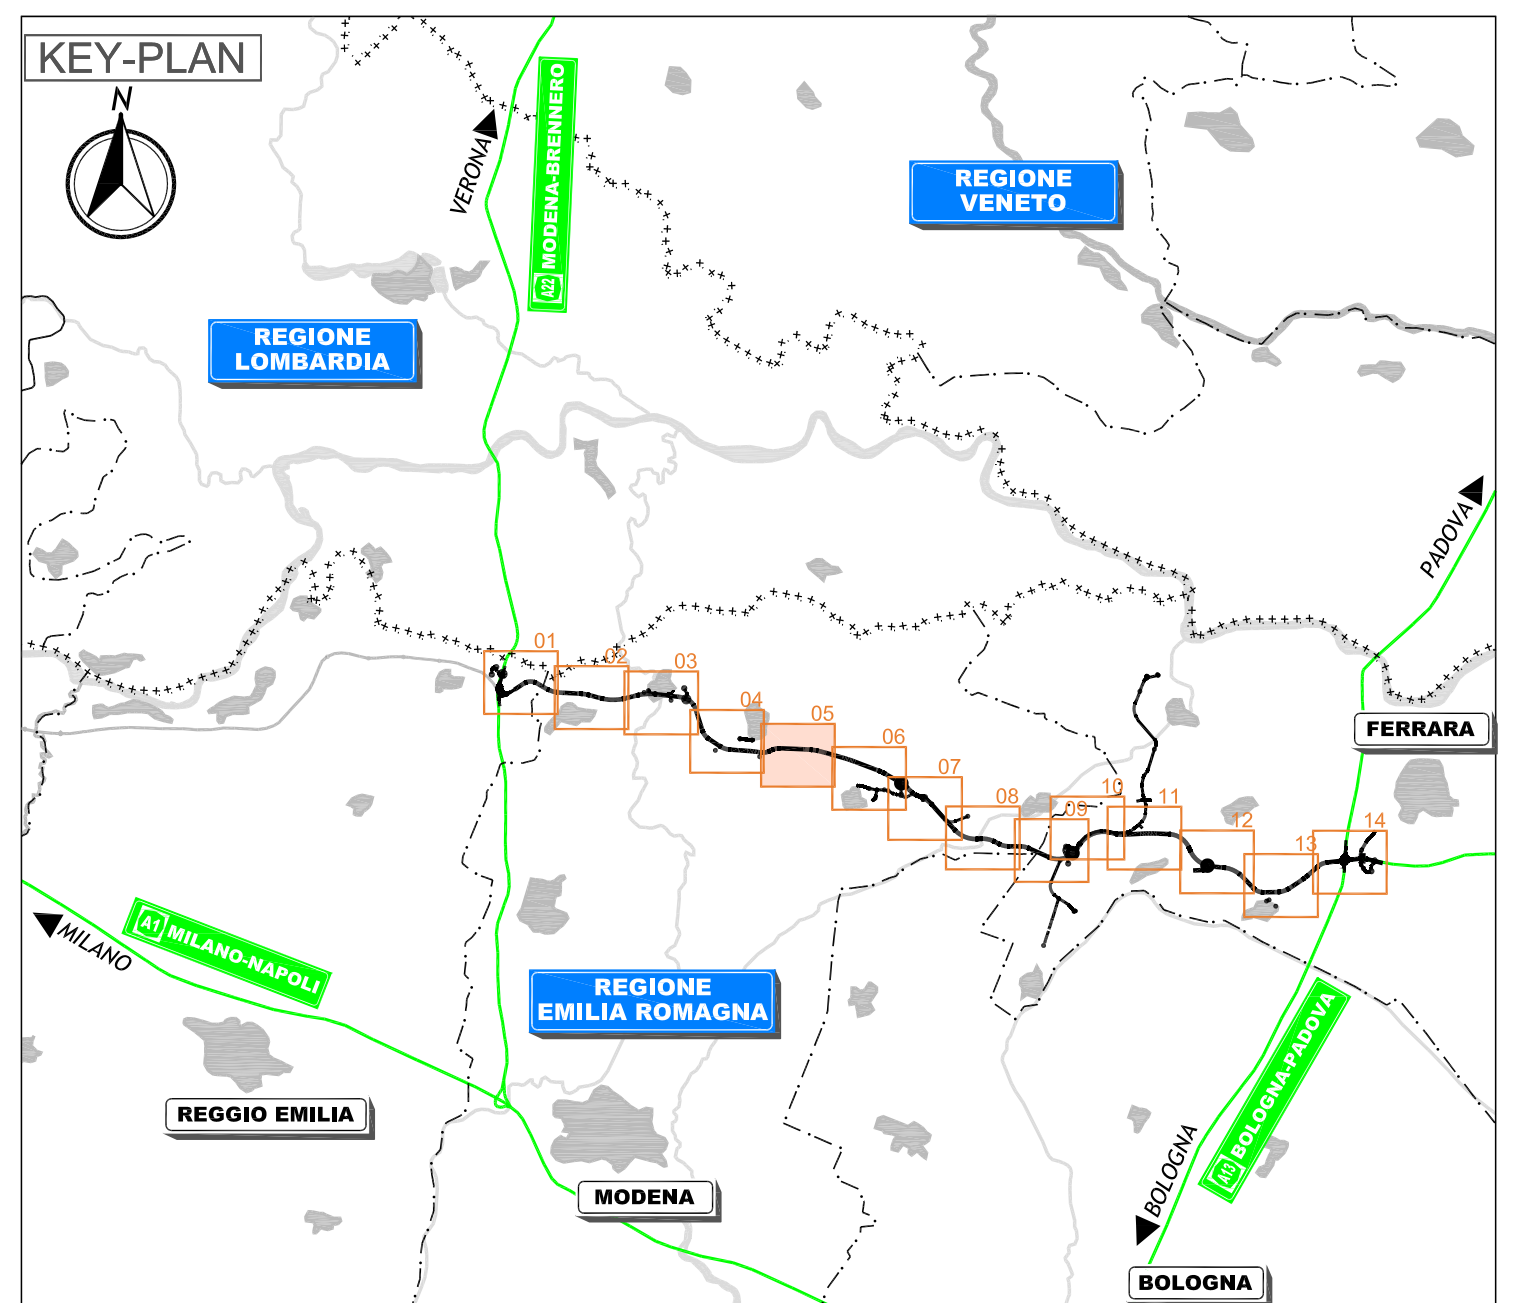 KEY-PLAN
N
VERONA
A22 MODENA-BRENNERO
REGIONE
VENETO
REGIONE
LOMBARDIA
PADOVA
01
02
03
04
05
06
07
08
09
10
11
12
13
14
FERRARA
A1 MILANO-NAPOLI
MILANO
REGIONE
EMILIA ROMAGNA
A13 BOLOGNA-PADOVA
REGGIO EMILIA
MODENA
BOLOGNA
BOLOGNA